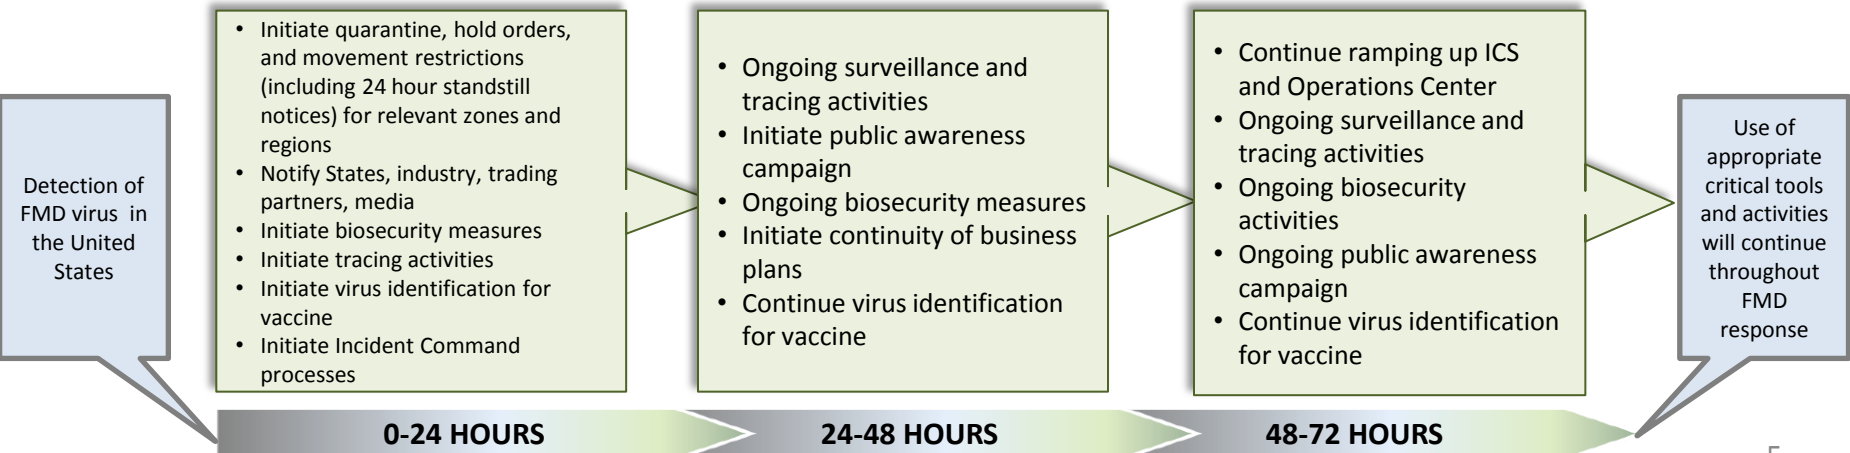 Detection of
FMD virus in
the United
States
• Initiate quarantine, hold orders,
and movement restrictions
(including 24 hour standstill
notices) for relevant zones and
regions
• Notify States, industry, trading
partners, media
• Initiate biosecurity measures
• Initiate tracing activities
• Initiate virus identification for
vaccine
• Initiate Incident Command
processes
• Ongoing surveillance and
tracing activities
• Initiate public awareness
campaign
• Ongoing biosecurity measures
• Initiate continuity of business
plans
• Continue virus identification
for vaccine
• Continue ramping up ICS
and Operations Center
• Ongoing surveillance and
tracing activities
• Ongoing biosecurity
activities
• Ongoing public awareness
campaign
• Continue virus identification
for vaccine
Use of
appropriate
critical tools
and activities
will continue
throughout
FMD
response
0-24 HOURS
24-48 HOURS
48-72 HOURS